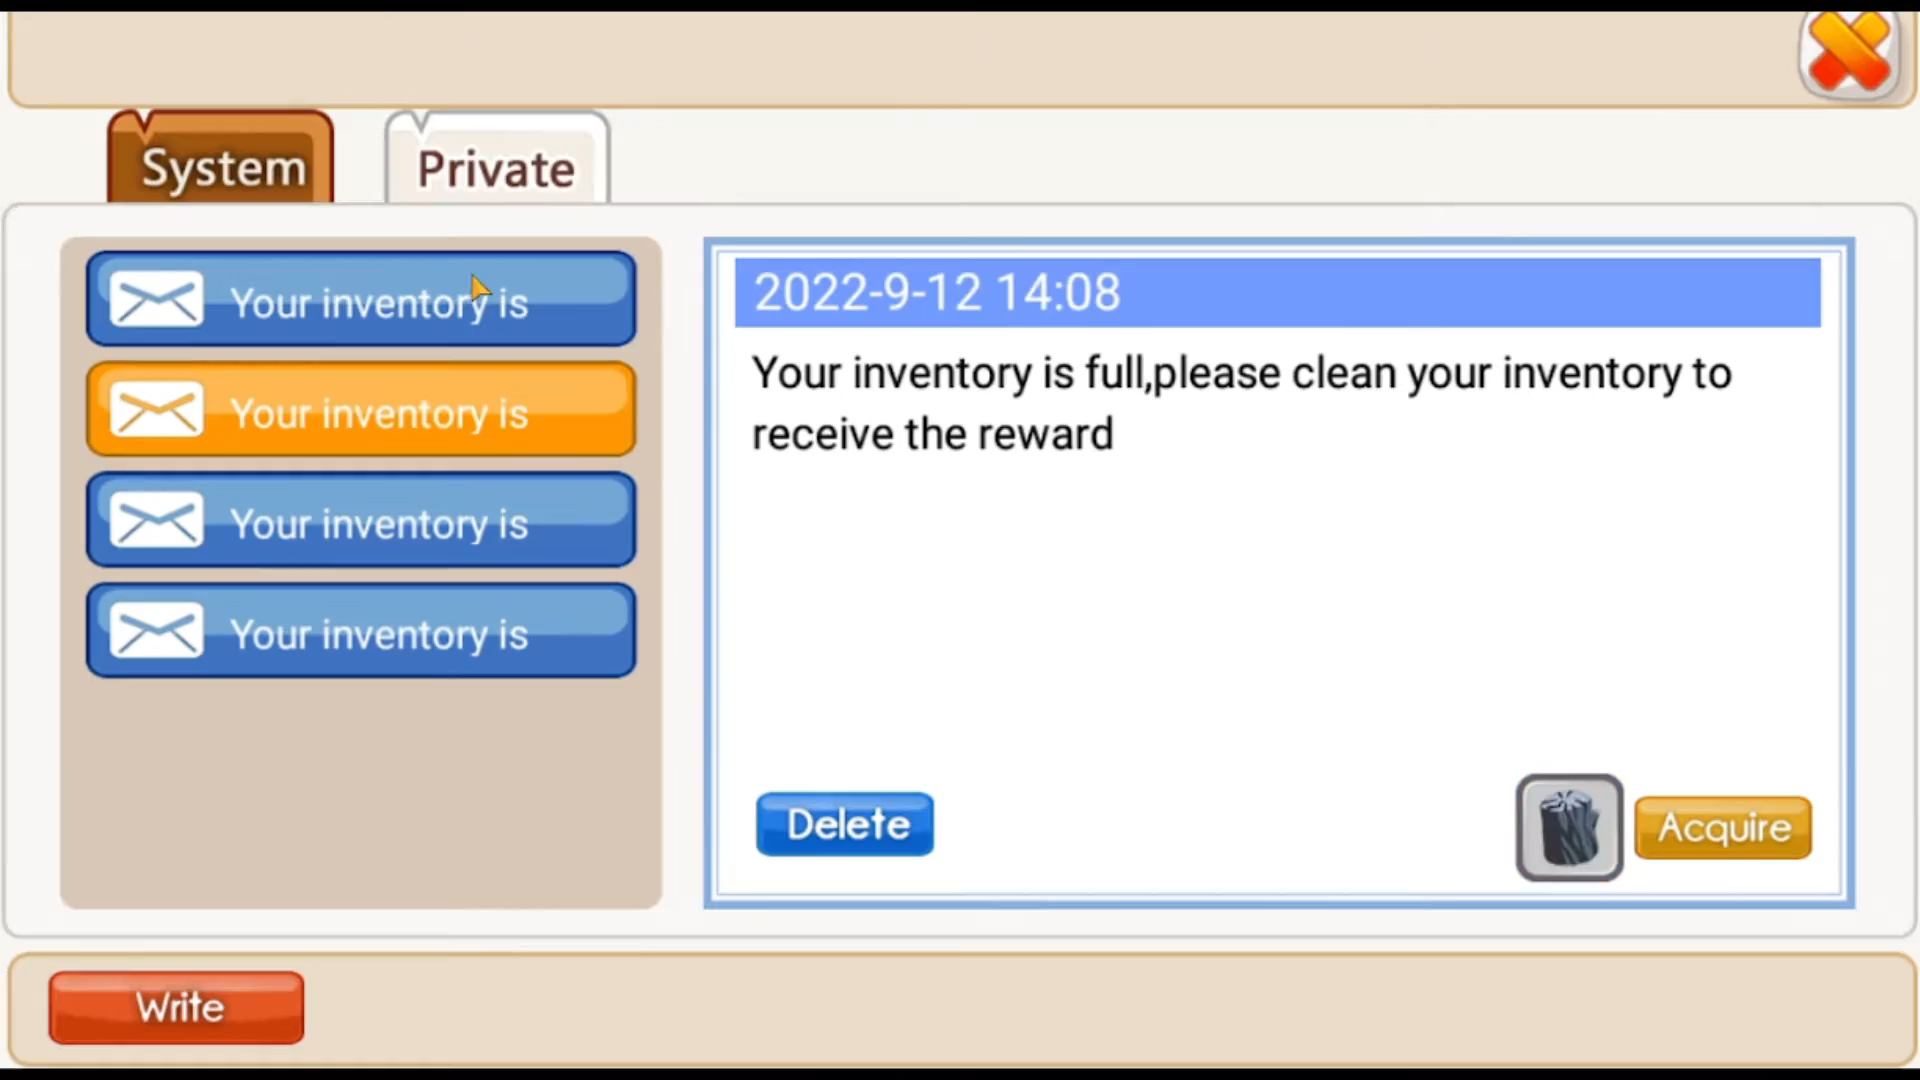 System
Private
Your inventory is
Your inventory is
Your inventory is
Your inventory is
2022-9-12 14:08
Your inventory is full,please clean your inventory to
receive the reward
Delete
Acquire
Write